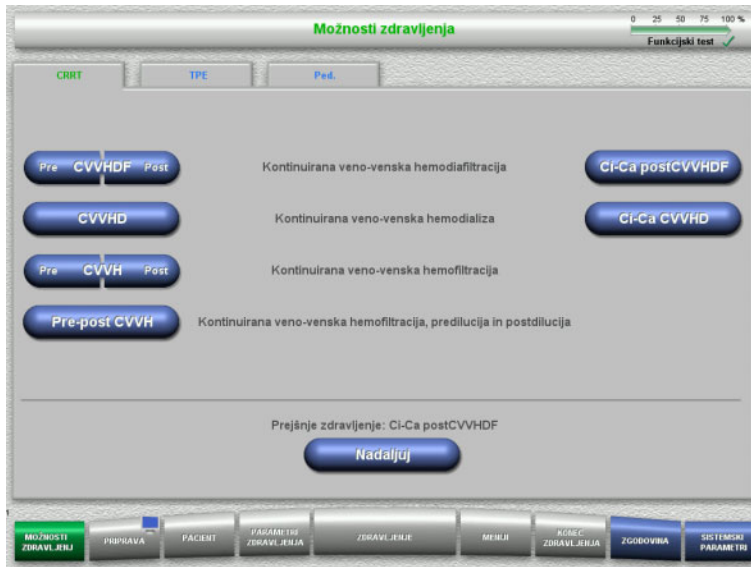 Možnosti zdravljenja
0 25 50 75 100 %
Funkcijski test
CRRT TPE Ped.
Pre CVVHDF Post Kontinuirana veno-venska hemodiafiltracija Ci-Ca postCVVHDF
CVVHD Kontinuirana veno-venska hemodializa Ci-Ca CVVHD
Pre CVVH Post Kontinuirana veno-venska hemofiltracija
Pre-post CVVH Kontinuirana veno-venska hemofiltracija, predilucija in postdilucija
Prejšnje zdravljenje: Ci-Ca postCVVHDF
Nadaljuj
1
MOŽNOSTI ZDRAVLJENJ PRIPRAVA PACIENT PARAMETRI ZDRAVLJENJA ZDRAVLJENJE MENIJI KONEC ZDRAVLJENJA ZGODOVINA SISTEMSKI PARAMETRI